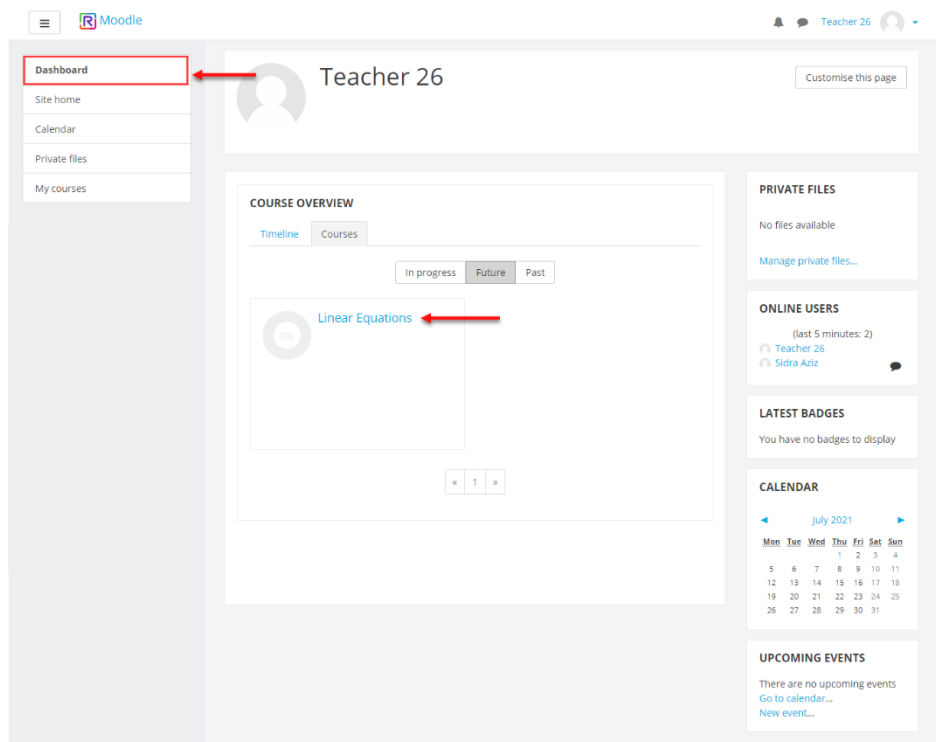 R Moodle
Teacher 26
Dashboard
Site home
Calendar
Private files
My courses
Teacher 26
Customise this page
COURSE OVERVIEW
Timeline Courses
In progress Future Past
0%
Linear Equations
« 1 »
PRIVATE FILES
No files available
Manage private files...
ONLINE USERS
(last 5 minutes: 2)
Teacher 26
Sidra Aziz
LATEST BADGES
You have no badges to display
CALENDAR
◄ July 2021 ►
Mon Tue Wed Thu Fri Sat Sun
1 2 3 4
5 6 7 8 9 10 11
12 13 14 15 16 17 18
19 20 21 22 23 24 25
26 27 28 29 30 31
UPCOMING EVENTS
There are no upcoming events
Go to calendar...
New event...